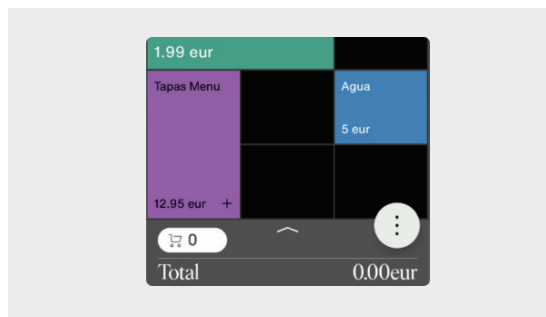 1.99 eur
Tapas Menu
Agua
5 eur
12.95 eur +
0
Total 0.00eur